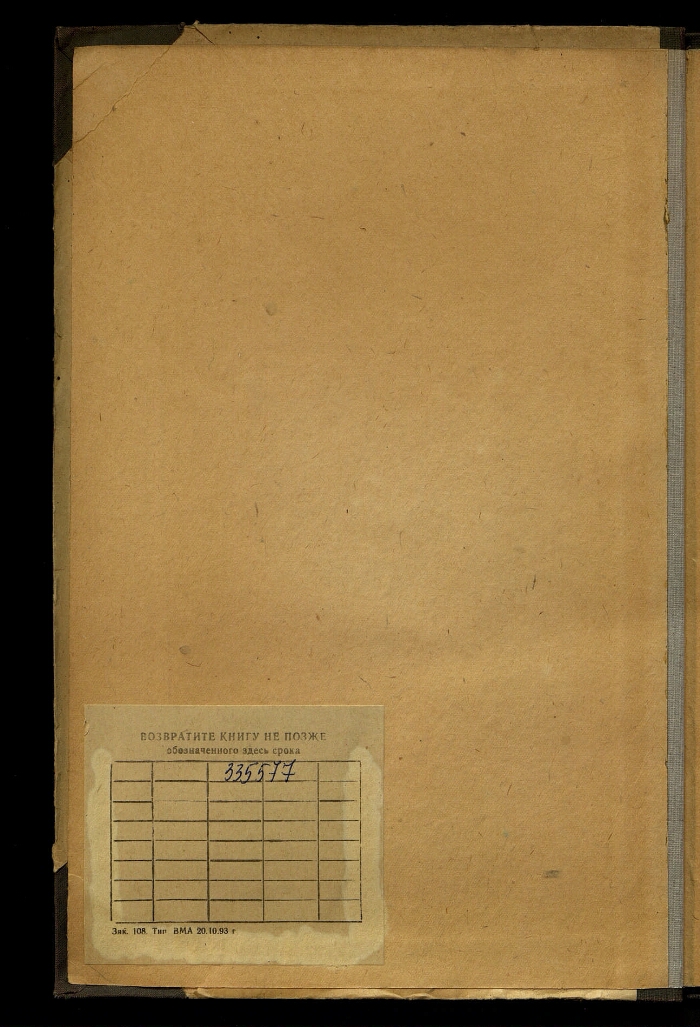 ВОЗВРАТИТЕ КНИГУ НЕ ПОЗЖЕ
обозначенного здесь срока
335577
Зак. 108. Тип ВМА 20.10.93 г